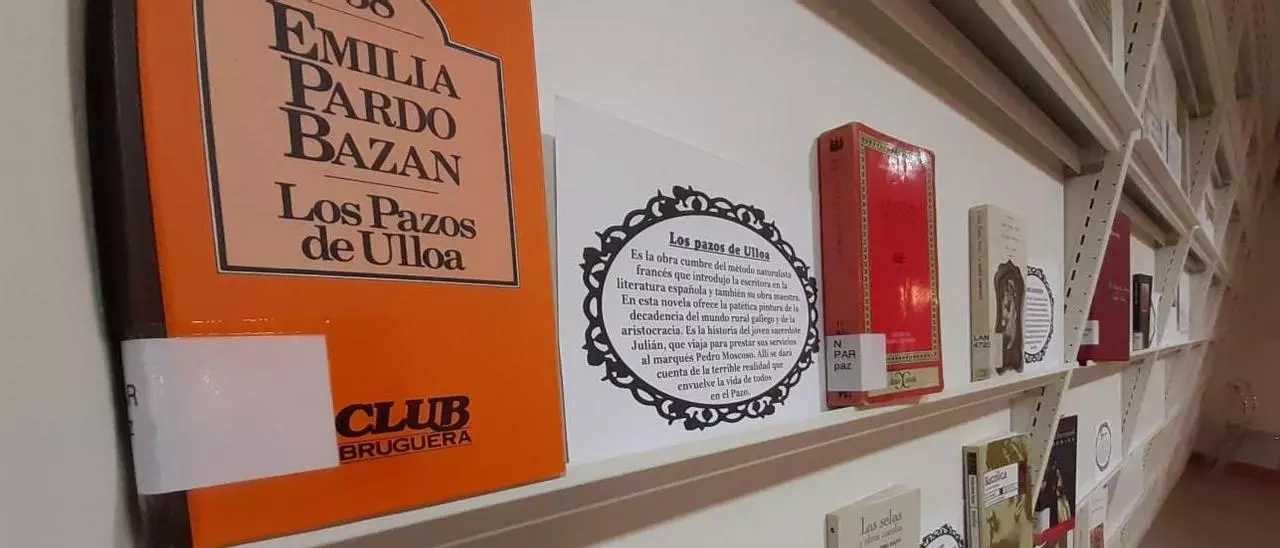 EMILIA
PARDO
BAZAN
Los Pazos
de Ulloa
CLUB
BRUGUERA
Los pazos de Ulloa
Es la obra cumbre del método naturalista
francés que introdujo la escritora en la
literatura española y también su obra maestra.
En esta novela ofrece la patética pintura de la
decadencia del mundo rural gallego y de la
aristocracia. Es la historia del joven sacerdote
Julián, que viaja para prestar sus servicios
al marqués Pedro Moscoso. Allí se dará
cuenta de la terrible realidad que
envuelve la vida de todos
en el Pazo.
N PAR
paz
LAN
Bucólica